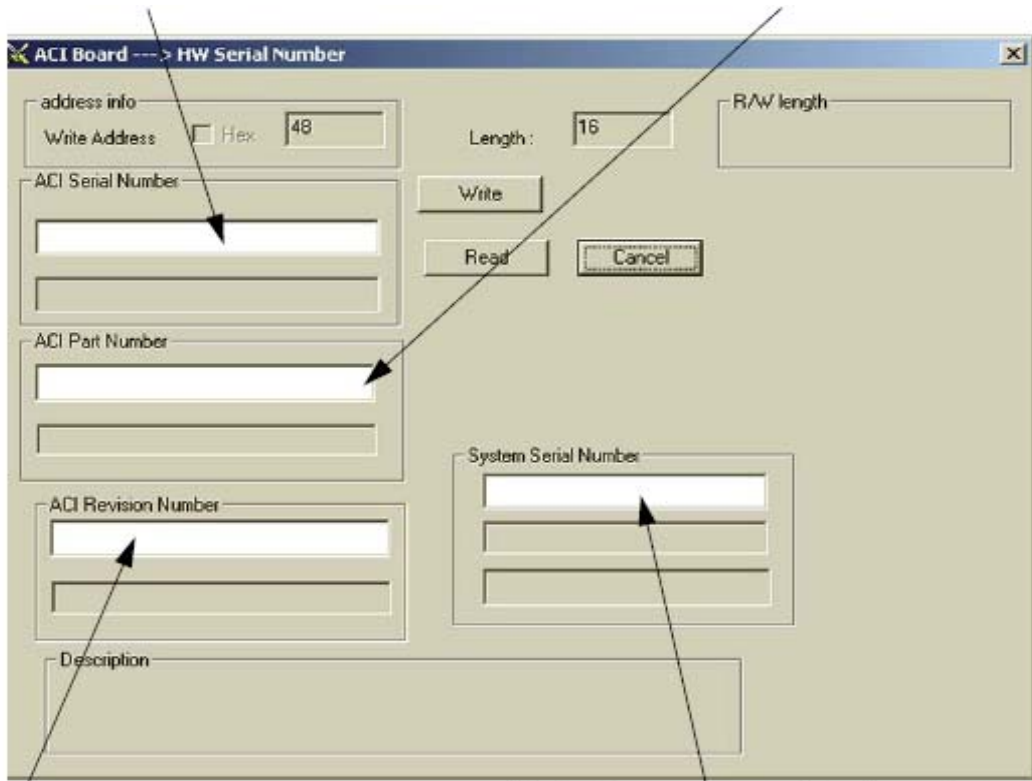 ACI Board ---> HW Serial Number
address info
Write Address Hex 48
Length : 16
R/W length
ACI Serial Number
Write
Read
Cancel
ACI Part Number
System Serial Number
ACI Revision Number
Description